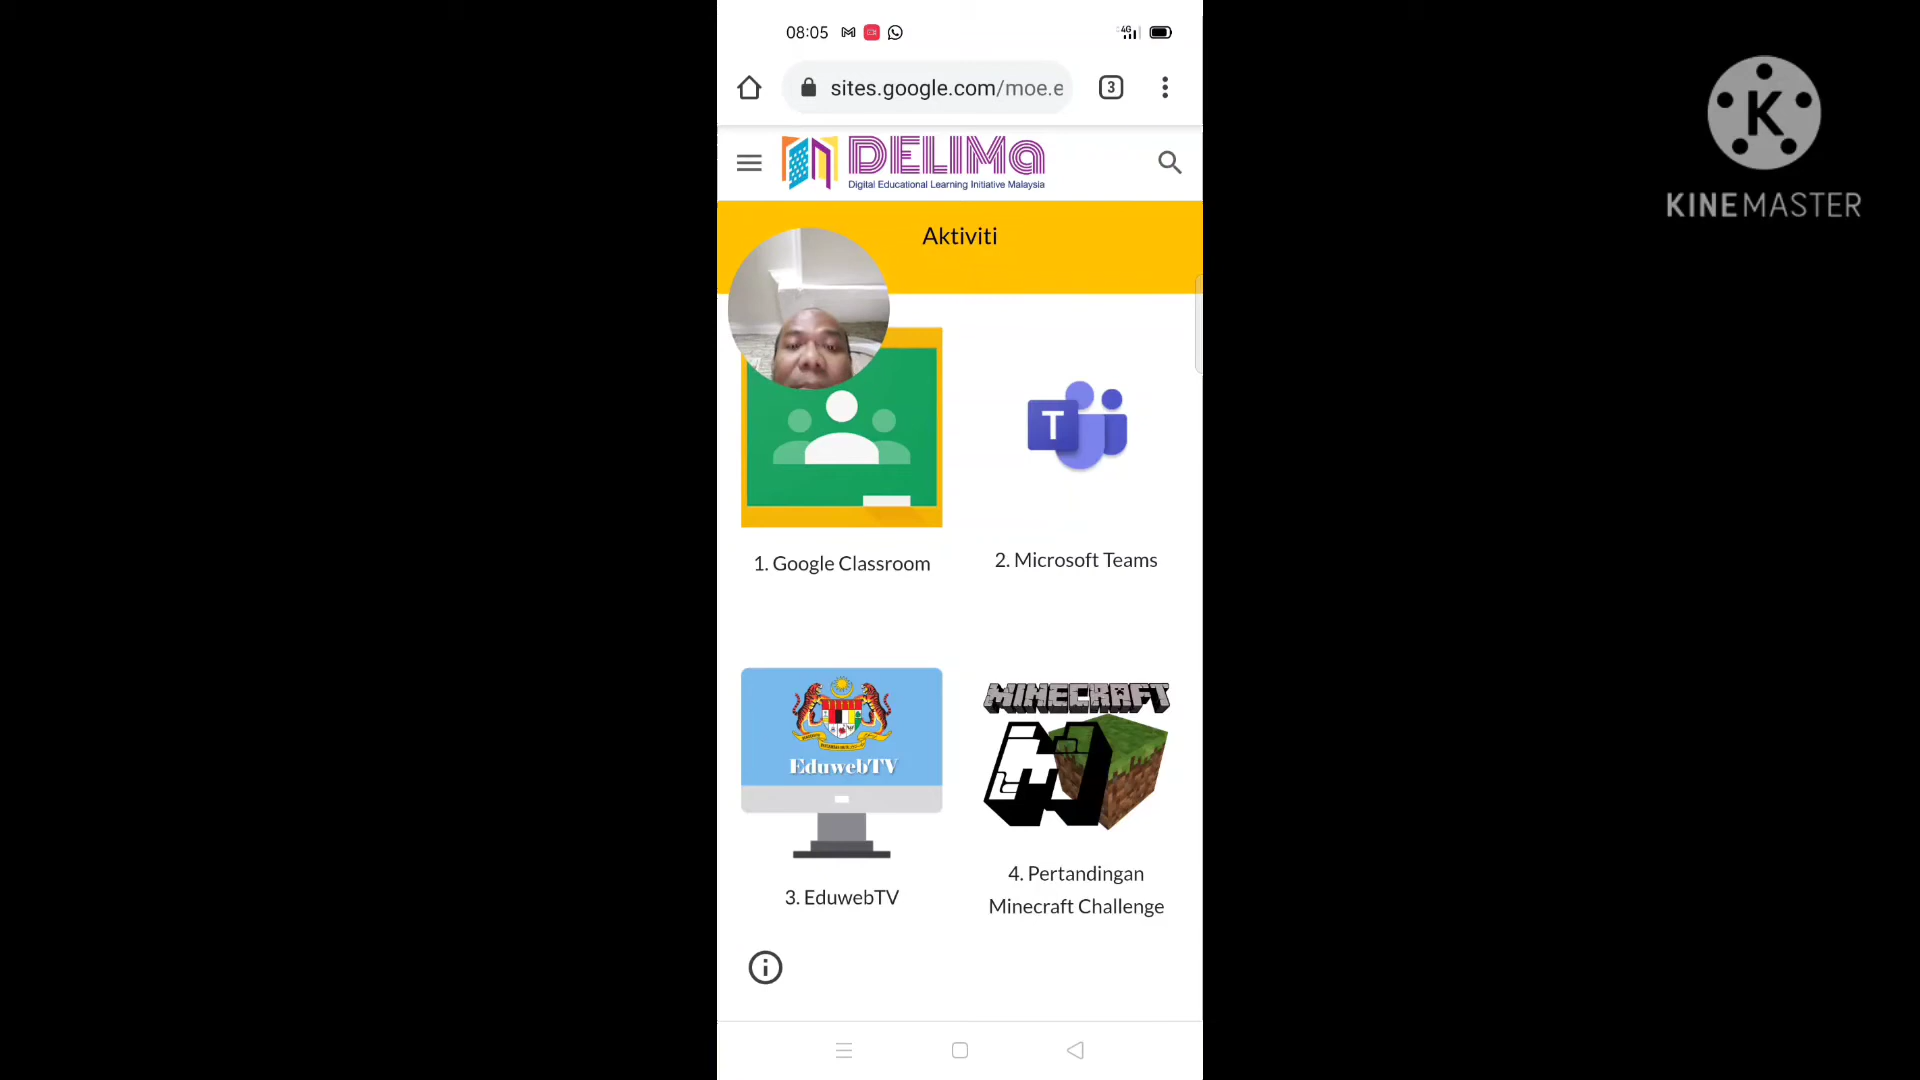 08:05
4G
sites.google.com/moe.e
3
DELIMa
Digital Educational Learning Initiative Malaysia
K
KINEMASTER
Aktiviti
T
1. Google Classroom
2. Microsoft Teams
EduwebTV
MINECRAFT
M
3. EduwebTV
4. Pertandingan
Minecraft Challenge